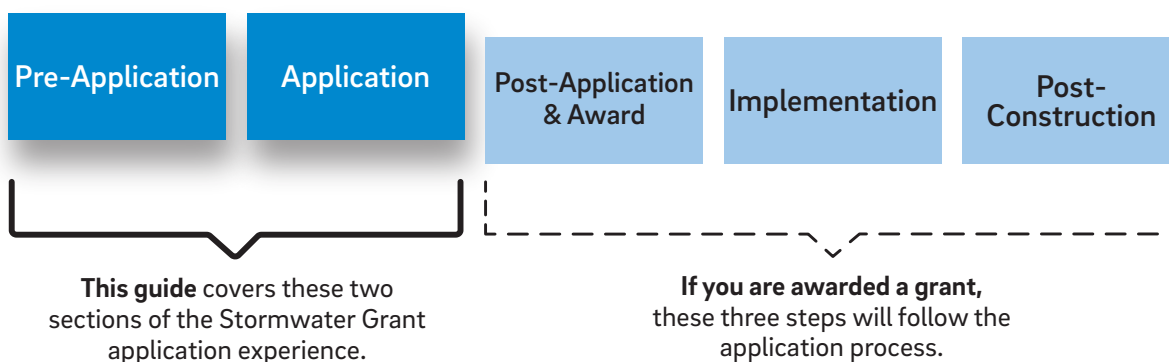 Pre-Application
Application
Post-Application
& Award
Implementation
Post-
Construction
This guide covers these two
sections of the Stormwater Grant
application experience.
If you are awarded a grant,
these three steps will follow the
application process.